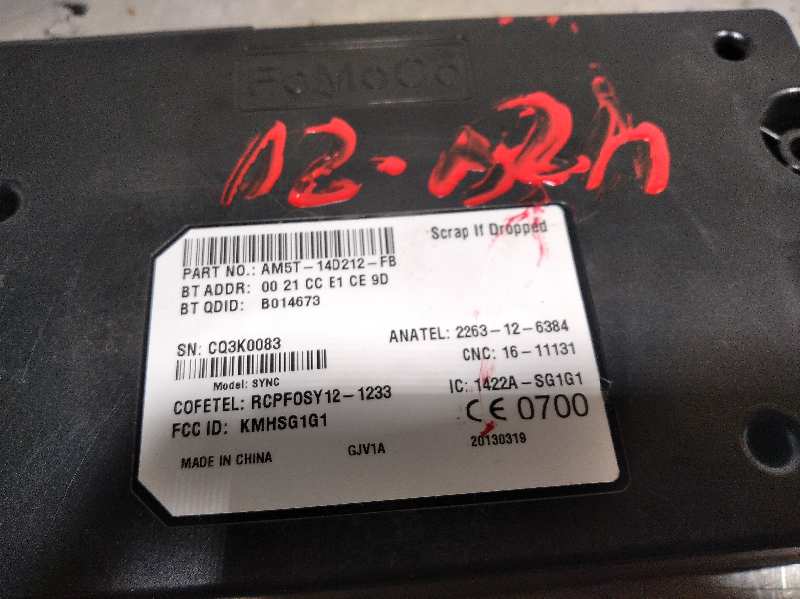 FoMoCo
Scrap If Dropped
PART NO.: AM5T-14D212-FB
BT ADDR: 00 21 CC E1 CE 9D
BT QDID: B014673
SN: CQ3K0083
ANATEL: 2263-12-6384
CNC: 16-11131
Model: SYNC
IC: 1422A-SG1G1
COFETEL: RCPFOSY12-1233
CE 0700
FCC ID: KMHSG1G1
20130319
MADE IN CHINA
GJV1A